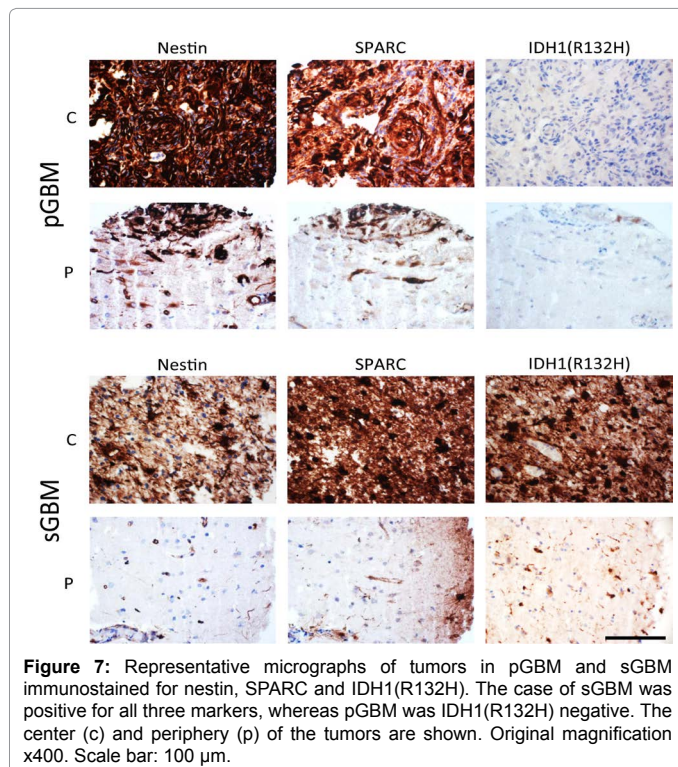 Nestin SPARC IDH1(R132H)
pGBM
C
P
Nestin SPARC IDH1(R132H)
sGBM
C
P
Figure 7: Representative micrographs of tumors in pGBM and sGBM
immunostained for nestin, SPARC and IDH1(R132H). The case of sGBM was
positive for all three markers, whereas pGBM was IDH1(R132H) negative. The
center (c) and periphery (p) of the tumors are shown. Original magnification
x400. Scale bar: 100 µm.